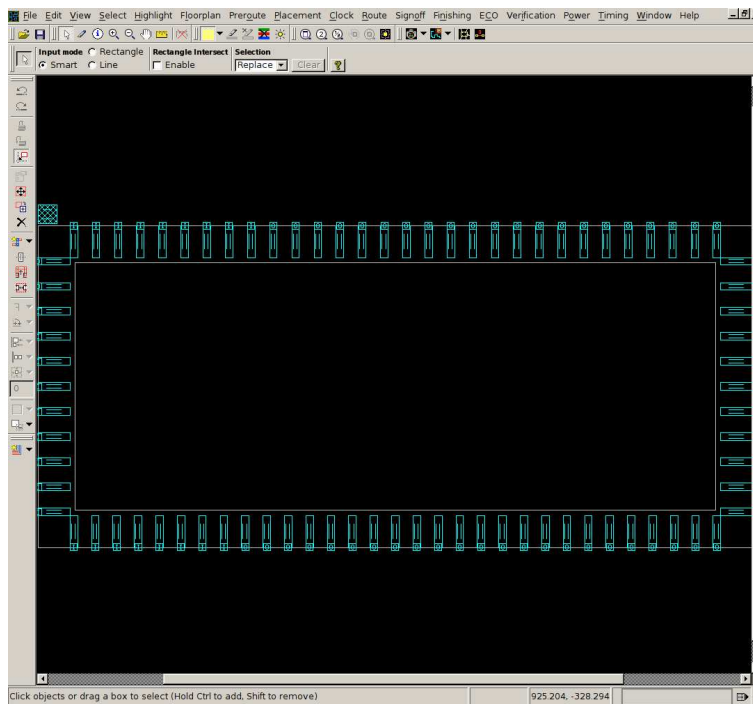 File Edit View Select Highlight Floorplan Preroute Placement Clock Route Signoff Finishing ECO Verification Power Timing Window Help
Input mode Rectangle Rectangle Intersect Selection
Smart Line Enable Replace Clear ?
0
Click objects or drag a box to select (Hold Ctrl to add, Shift to remove) 925.204, -328.294